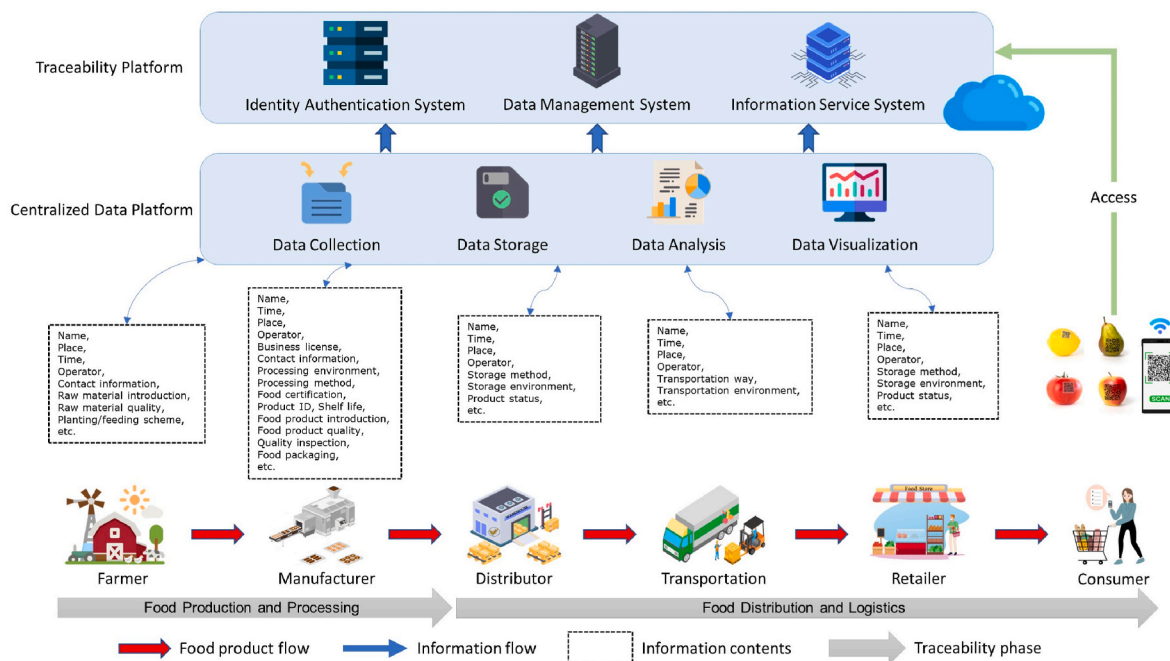 Traceability Platform
Identity Authentication System
Data Management System
Information Service System
Centralized Data Platform
Data Collection
Data Storage
Data Analysis
Data Visualization
Access
Name,
Place,
Time,
Operator,
Contact information,
Raw material introduction,
Raw material quality,
Planting/feeding scheme,
etc.
Name,
Time,
Place,
Operator,
Business license,
Contact information,
Processing environment,
Processing method,
Food certification,
Product ID, Shelf life,
Food product introduction,
Food product quality,
Quality inspection,
Food packaging,
etc.
Name,
Time,
Place,
Operator,
Storage method,
Storage environment,
Product status,
etc.
Name,
Time,
Place,
Operator,
Transportation way,
Transportation environment,
etc.
Name,
Time,
Place,
Operator,
Storage method,
Storage environment,
Product status,
etc.
SCAN
Food Store
Farmer
Manufacturer
Distributor
Transportation
Retailer
Consumer
Food Production and Processing
Food Distribution and Logistics
Food product flow
Information flow
Information contents
Traceability phase